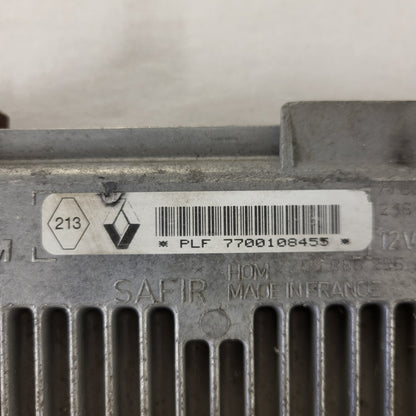 213
* PLF 7700108455 *
12V
M
HOM
SAFIR
MADE IN FRANCE